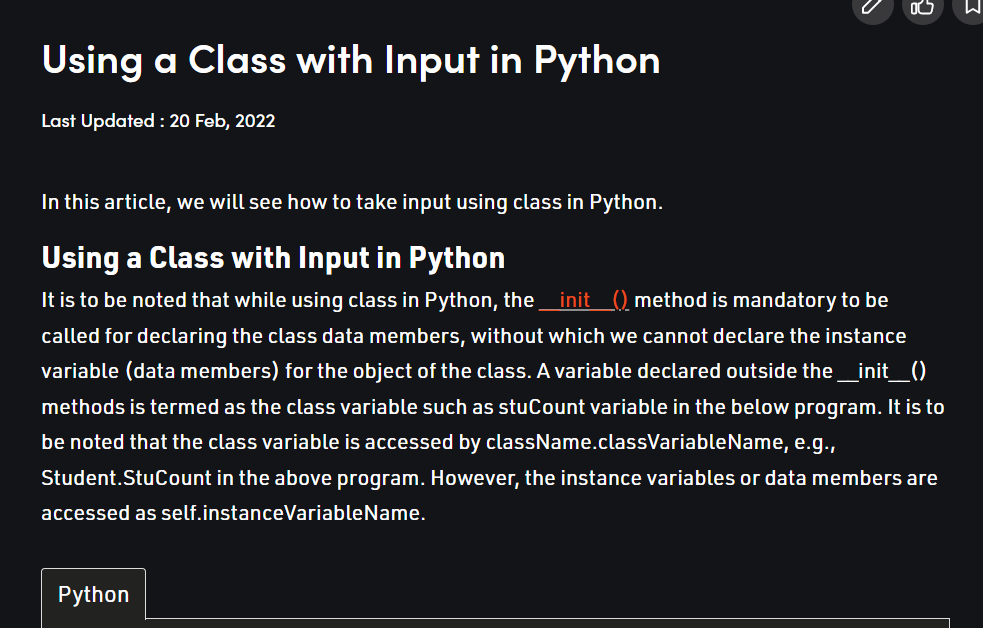 Using a Class with Input in Python
Last Updated : 20 Feb, 2022
In this article, we will see how to take input using class in Python.
Using a Class with Input in Python
It is to be noted that while using class in Python, the __init__() method is mandatory to be
called for declaring the class data members, without which we cannot declare the instance
variable (data members) for the object of the class. A variable declared outside the __init__()
methods is termed as the class variable such as stuCount variable in the below program. It is to
be noted that the class variable is accessed by className.classVariableName, e.g.,
Student.StuCount in the above program. However, the instance variables or data members are
accessed as self.instanceVariableName.
Python